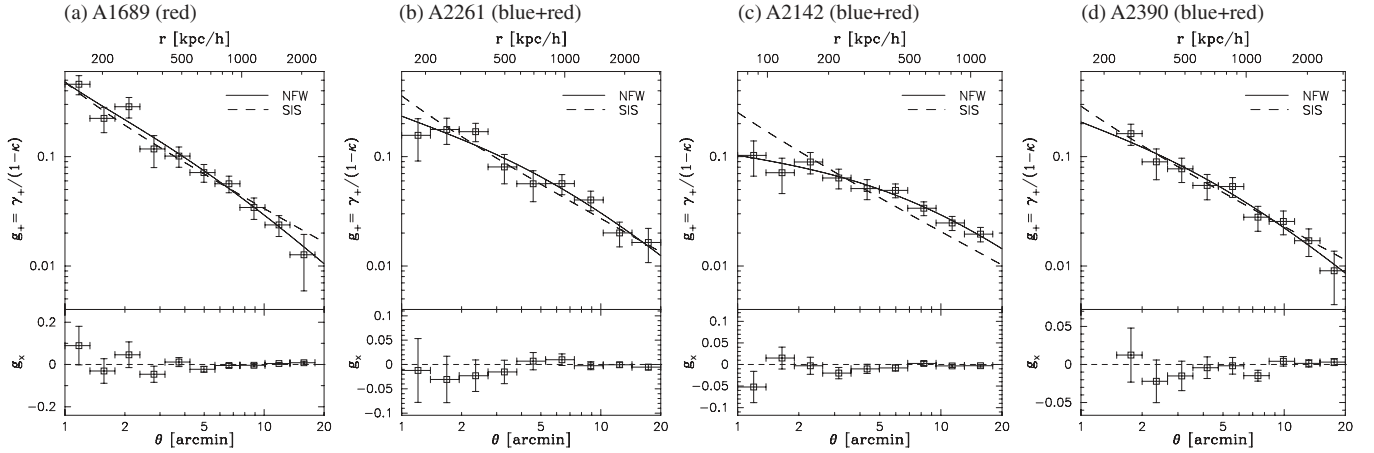 (a) A1689 (red)
r [kpc/h]
200 500 1000 2000
NFW
SIS
0.1
0.01
g₊ = γ₊/(1-κ)
0.2
0
-0.2
gₓ
1 2 5 10 20
θ [arcmin]
(b) A2261 (blue+red)
r [kpc/h]
200 500 1000 2000
NFW
SIS
0.1
0.01
g₊ = γ₊/(1-κ)
0.1
0.05
0
-0.05
-0.1
gₓ
1 2 5 10 20
θ [arcmin]
(c) A2142 (blue+red)
r [kpc/h]
100 200 500 1000
NFW
SIS
0.1
0.01
g₊ = γ₊/(1-κ)
0.1
0.05
0
-0.05
-0.1
gₓ
1 2 5 10 20
θ [arcmin]
(d) A2390 (blue+red)
r [kpc/h]
200 500 1000 2000
NFW
SIS
0.1
0.01
g₊ = γ₊/(1-κ)
0.05
0
-0.05
gₓ
1 2 5 10 20
θ [arcmin]